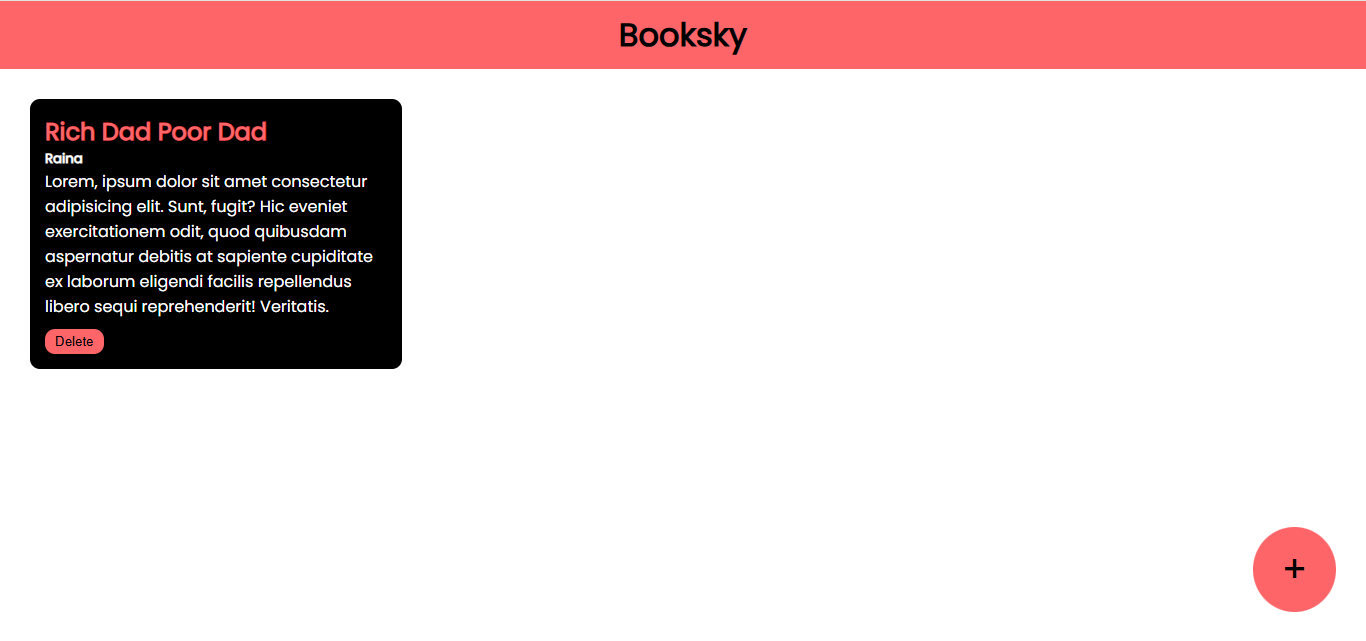 Booksky
Rich Dad Poor Dad
Raina
Lorem, ipsum dolor sit amet consectetur
adipisicing elit. Sunt, fugit? Hic eveniet
exercitationem odit, quod quibusdam
aspernatur debitis at sapiente cupiditate
ex laborum eligendi facilis repellendus
libero sequi reprehenderit! Veritatis.
Delete
+